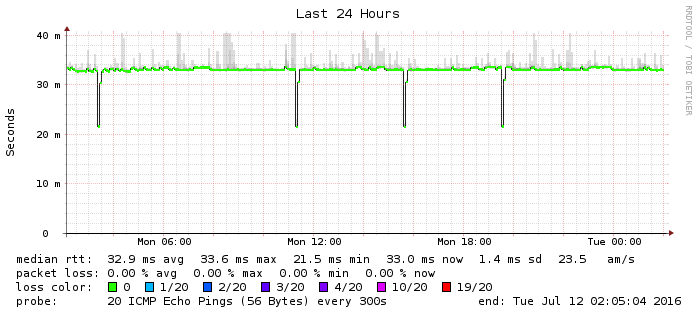 Last 24 Hours
RRDTOOL / TOBI OETIKER
Seconds
40 m
30 m
20 m
10 m
0
Mon 06:00 Mon 12:00 Mon 18:00 Tue 00:00
median rtt: 32.9 ms avg 33.6 ms max 21.5 ms min 33.0 ms now 1.4 ms sd 23.5 am/s
packet loss: 0.00 % avg 0.00 % max 0.00 % min 0.00 % now
loss color: 0 1/20 2/20 3/20 4/20 10/20 19/20
probe: 20 ICMP Echo Pings (56 Bytes) every 300s end: Tue Jul 12 02:05:04 2016